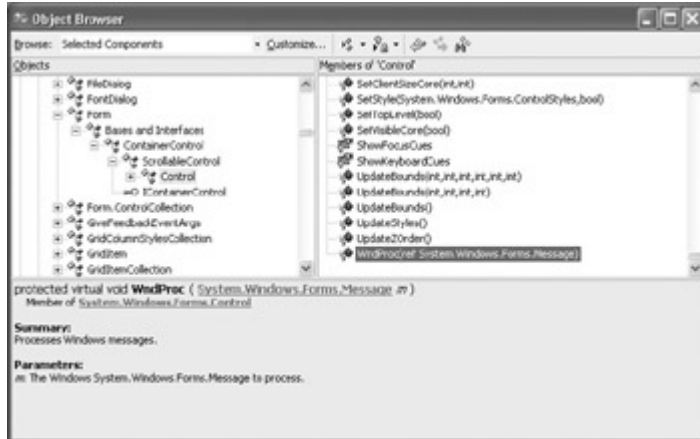 Object Browser
Browse: Selected Components Customize...
Objects
FileDialog
FontDialog
Form
Bases and Interfaces
ContainerControl
ScrollableControl
Control
IContainerControl
Form.ControlCollection
GiveFeedbackEventArgs
GridColumnStylesCollection
GridItem
GridItemCollection
Members of 'Control'
SetClientSizeCore(int,int)
SetStyle(System.Windows.Forms.ControlStyles,bool)
SetTopLevel(bool)
SetVisibleCore(bool)
ShowFocusCues
ShowKeyboardCues
UpdateBounds(int,int,int,int,int,int)
UpdateBounds(int,int,int,int)
UpdateBounds()
UpdateStyles()
UpdateZOrder()
WndProc(ref System.Windows.Forms.Message)
protected virtual void WndProc ( System.Windows.Forms.Message m )
Member of System.Windows.Forms.Control
Summary:
Processes Windows messages.
Parameters:
m: The Windows System.Windows.Forms.Message to process.